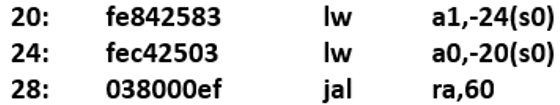 20: fe842583 lw a1,-24(s0)
24: fec42503 lw a0,-20(s0)
28: 038000ef jal ra,60